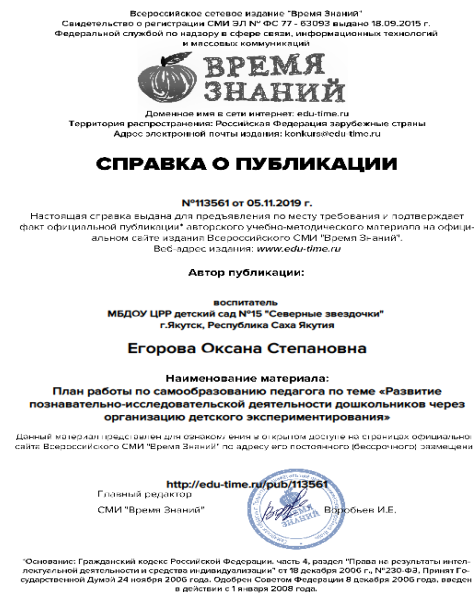 Всероссийское сетевое издание "Время Знаний"
Свидетельство о регистрации СМИ ЭЛ № ФС 77 - 63093 выдано 18.09.2015 г.
Федеральной службой по надзору в сфере связи, информационных технологий
и массовых коммуникаций
ВРЕМЯ
ЗНАНИЙ
Доменное имя в сети интернет: edu-time.ru
Территория распространения: Российская Федерация зарубежные страны
Адрес электронной почты издания: konkurs@edu-time.ru
СПРАВКА О ПУБЛИКАЦИИ
№113561 от 05.11.2019 г.
Настоящая справка выдана для предъявления по месту требования и подтверждает
факт официальной публикации* авторского учебно-методического материала на офици-
альном сайте издания Всероссийского СМИ "Время Знаний".
Веб-адрес издания: www.edu-time.ru
Автор публикации:
воспитатель
МБДОУ ЦРР детский сад №15 "Северные звездочки"
г.Якутск, Республика Саха Якутия
Егорова Оксана Степановна
Наименование материала:
План работы по самообразованию педагога по теме «Развитие
познавательно-исследовательской деятельности дошкольников через
организацию детского экспериментирования»
Данный материал представлен для ознакомления в открытом доступе на страницах официально
сайта Всероссийского СМИ "Время Знаний" по адресу его постоянного (бессрочного) размещени
http://edu-time.ru/pub/113561
Главный редактор
СМИ "Время Знаний"
Воробьев И.Е.
ВРЕМЯ
ЗНАНИЙ
*Основание: Гражданский кодекс Российской Федерации. часть 4, раздел "Права на результаты интел-
лектуальной деятельности и средства индивидуализации" от 18 декабря 2006 г., N°230-ФЗ, Принят Го-
сударственной Думой 24 ноября 2006 года. Одобрен Советом Федерации 8 декабря 2006 года, введен
в действии с 1 января 2008 года.